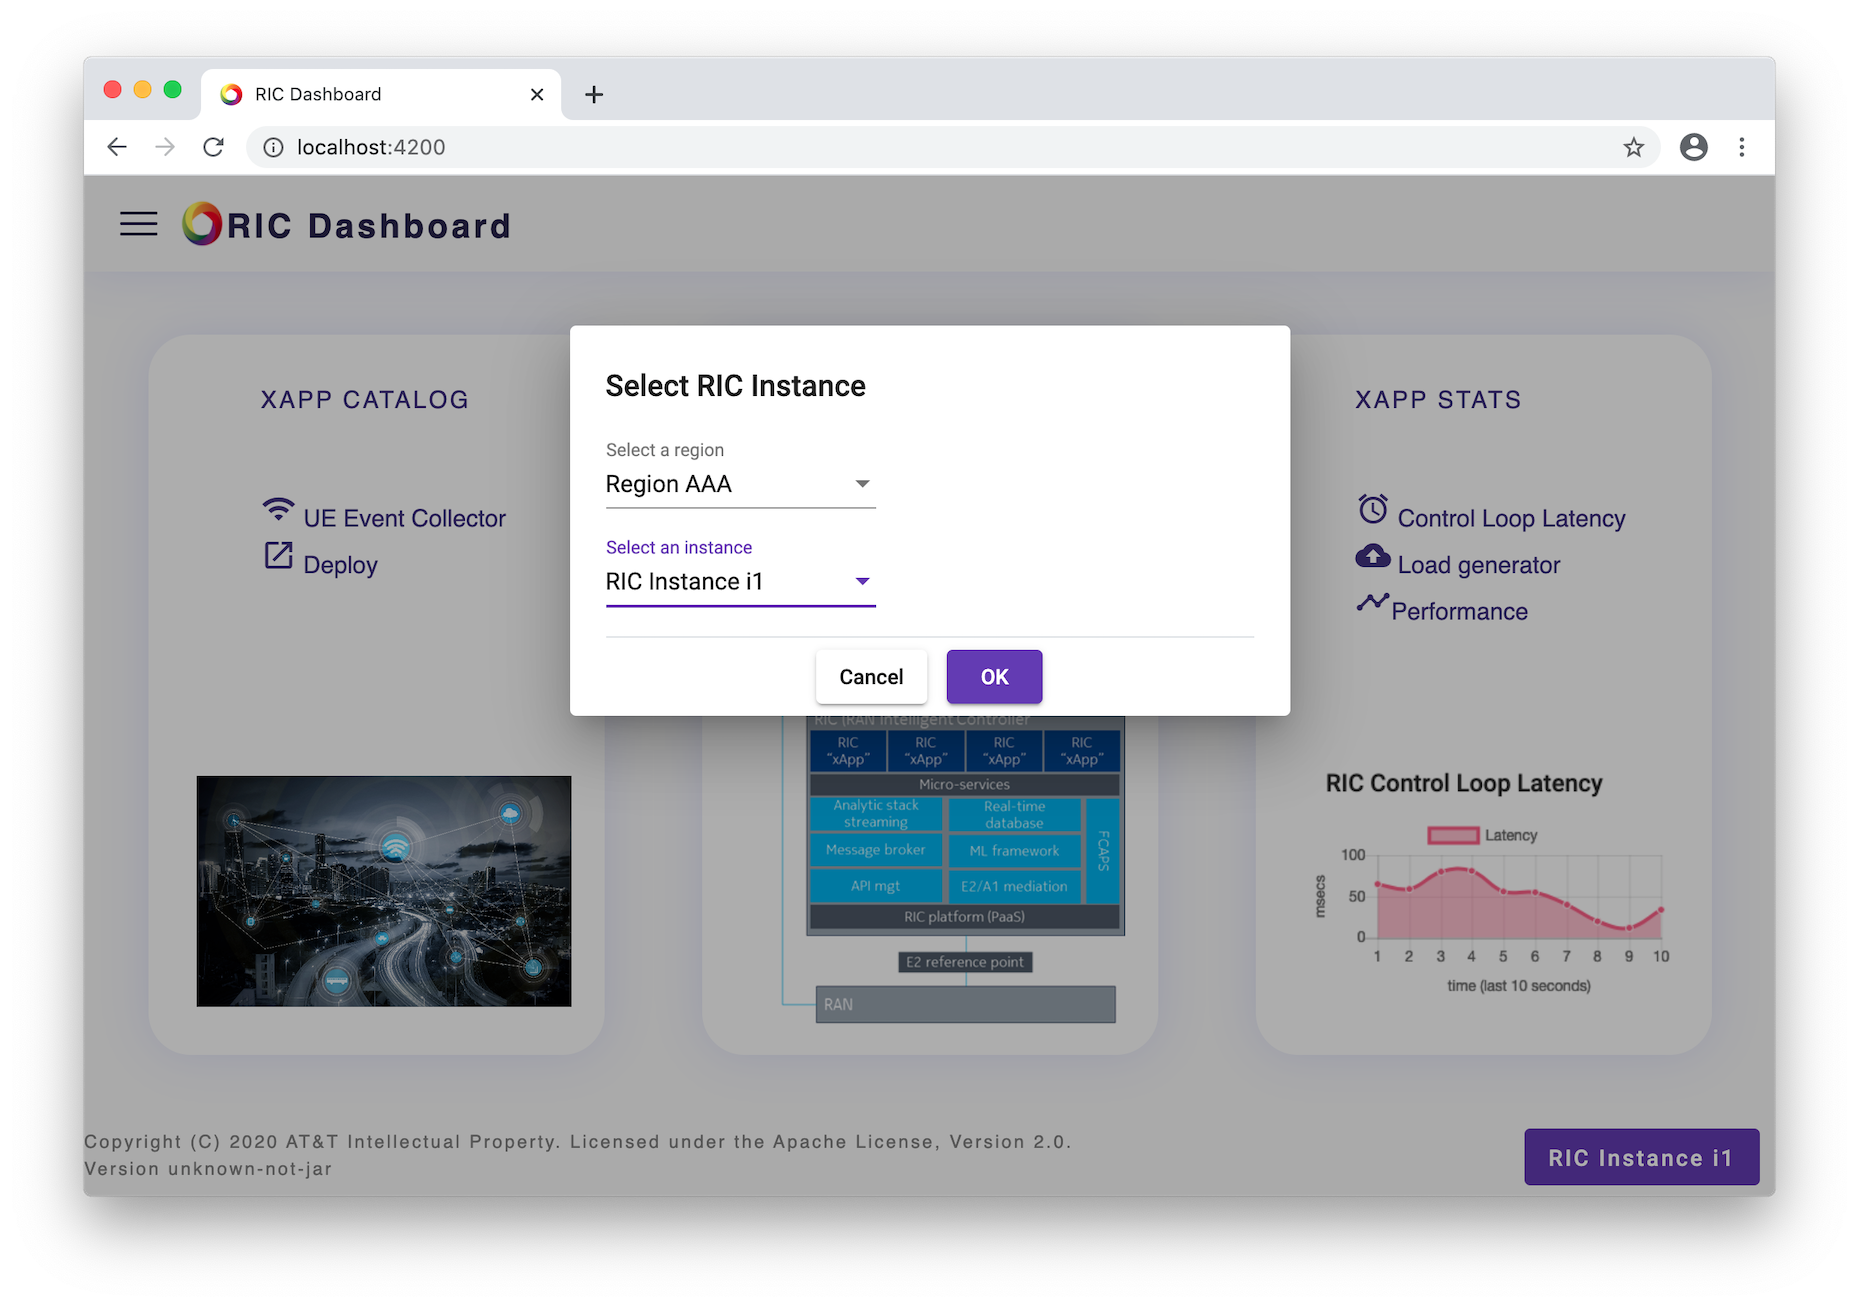 RIC Dashboard
localhost:4200
RIC Dashboard
XAPP CATALOG
UE Event Collector
Deploy
Select RIC Instance
Select a region
Region AAA
Select an instance
RIC Instance i1
Cancel
OK
RIC (RAN Intelligent Controller
RIC "xApp"
RIC "xApp"
RIC "xApp"
RIC "xApp"
Micro-services
Analytic stack streaming
Real-time database
Message broker
ML framework
API mgt
E2/A1 mediation
FCAPS
RIC platform (PaaS)
E2 reference point
RAN
XAPP STATS
Control Loop Latency
Load generator
Performance
RIC Control Loop Latency
Latency
100
50
0
msecs
1 2 3 4 5 6 7 8 9 10
time (last 10 seconds)
Copyright (C) 2020 AT&T Intellectual Property. Licensed under the Apache License, Version 2.0.
Version unknown-not-jar
RIC Instance i1